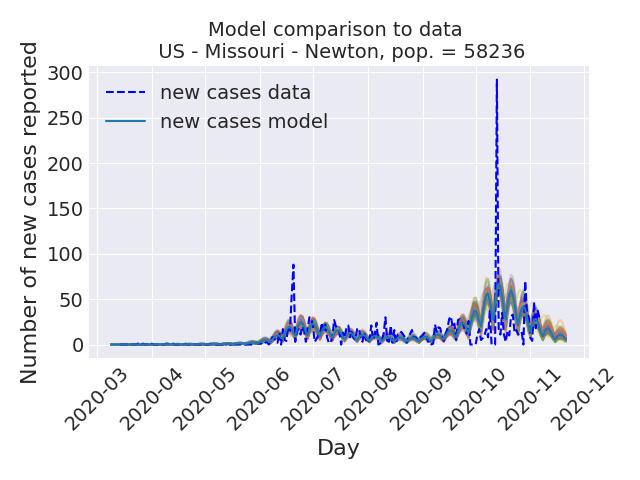 Model comparison to data
US - Missouri - Newton, pop. = 58236
Number of new cases reported
300
250
200
150
100
50
0
new cases data
new cases model
2020-03
2020-04
2020-05
2020-06
2020-07
2020-08
2020-09
2020-10
2020-11
2020-12
Day